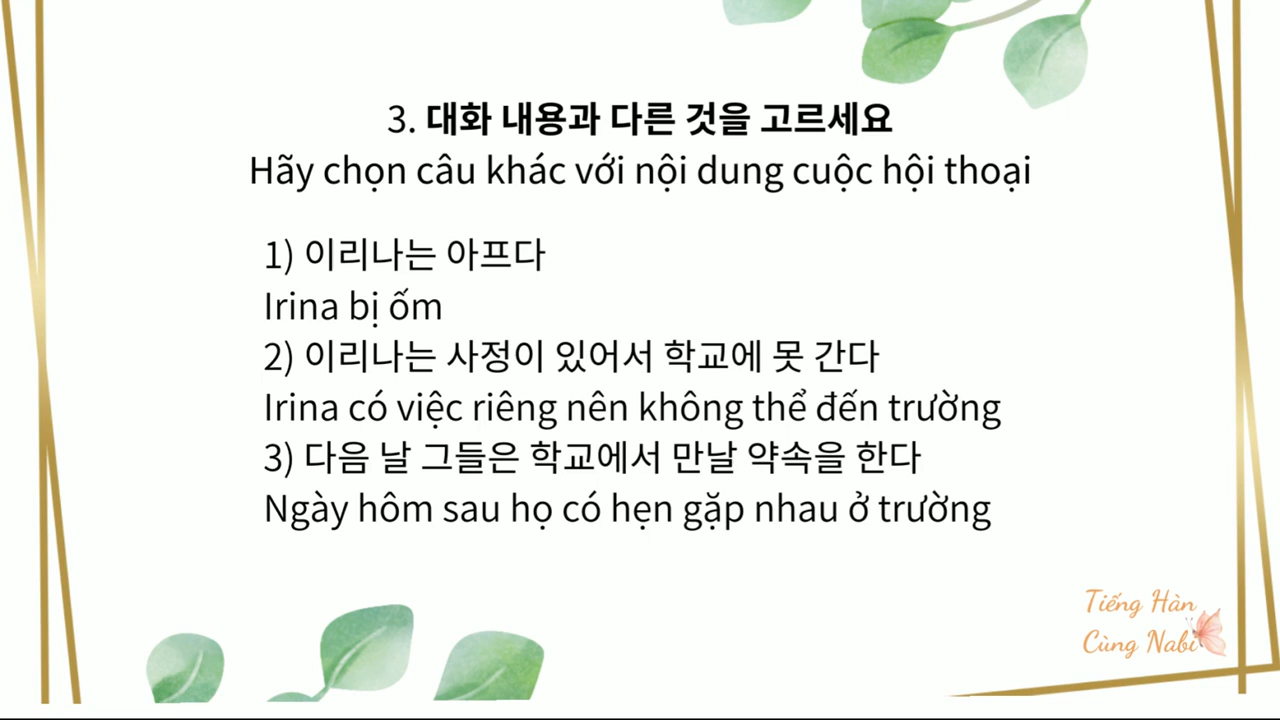 3. 대화 내용과 다른 것을 고르세요
Hãy chọn câu khác với nội dung cuộc hội thoại
1) 이리나는 아프다
Irina bị ốm
2) 이리나는 사정이 있어서 학교에 못 간다
Irina có việc riêng nên không thể đến trường
3) 다음 날 그들은 학교에서 만날 약속을 한다
Ngày hôm sau họ có hẹn gặp nhau ở trường
Tiếng Hàn
Cùng Nabi